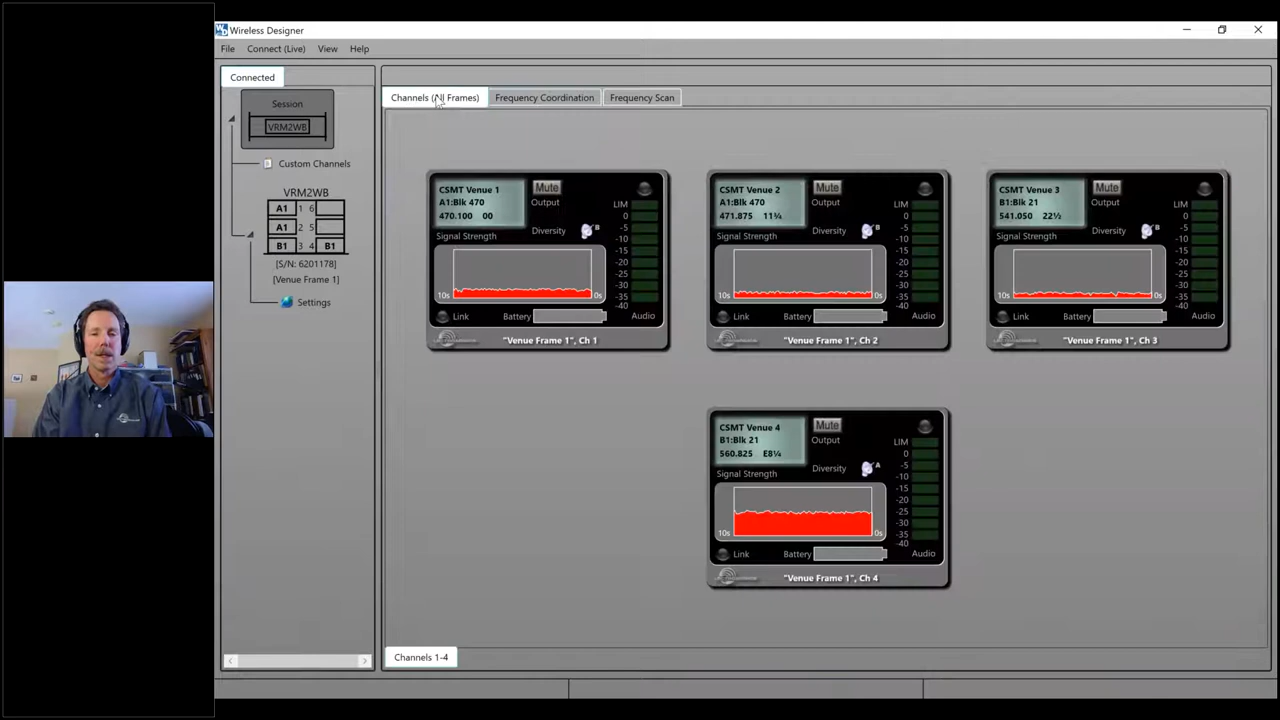 Wireless Designer
File Connect (Live) View Help
Connected
Session
VRM2WB
Custom Channels
VRM2WB
A1 1 6
A1 2 5
B1 3 4 B1
[S/N: 6201178]
[Venue Frame 1]
Settings
Channels (All Frames) Frequency Coordination Frequency Scan
CSMT Venue 1
A1:Blk 470
470.100 00
Mute
Output
Diversity B
Signal Strength
10s 0s
Link Battery
LIM
0
-5
-10
-15
-20
-25
-30
-35
-40
Audio
"Venue Frame 1", Ch 1
CSMT Venue 2
A1:Blk 470
471.875 11¼
Mute
Output
Diversity B
Signal Strength
10s 0s
Link Battery
LIM
0
-5
-10
-15
-20
-25
-30
-35
-40
Audio
"Venue Frame 1", Ch 2
CSMT Venue 3
B1:Blk 21
541.050 22½
Mute
Output
Diversity B
Signal Strength
10s 0s
Link Battery
LIM
0
-5
-10
-15
-20
-25
-30
-35
-40
Audio
"Venue Frame 1", Ch 3
CSMT Venue 4
B1:Blk 21
560.825 E8¼
Mute
Output
Diversity A
Signal Strength
10s 0s
Link Battery
LIM
0
-5
-10
-15
-20
-25
-30
-35
-40
Audio
"Venue Frame 1", Ch 4
Channels 1-4